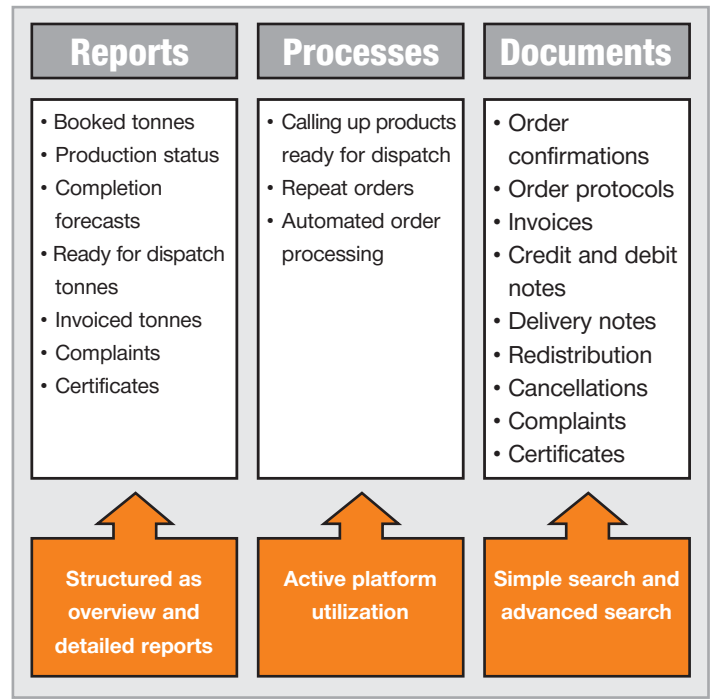 Reports
• Booked tonnes
• Production status
• Completion
forecasts
• Ready for dispatch
tonnes
• Invoiced tonnes
• Complaints
• Certificates
Structured as
overview and
detailed reports
Processes
• Calling up products
ready for dispatch
• Repeat orders
• Automated order
processing
Active platform
utilization
Documents
• Order
confirmations
• Order protocols
• Invoices
• Credit and debit
notes
• Delivery notes
• Redistribution
• Cancellations
• Complaints
• Certificates
Simple search and
advanced search